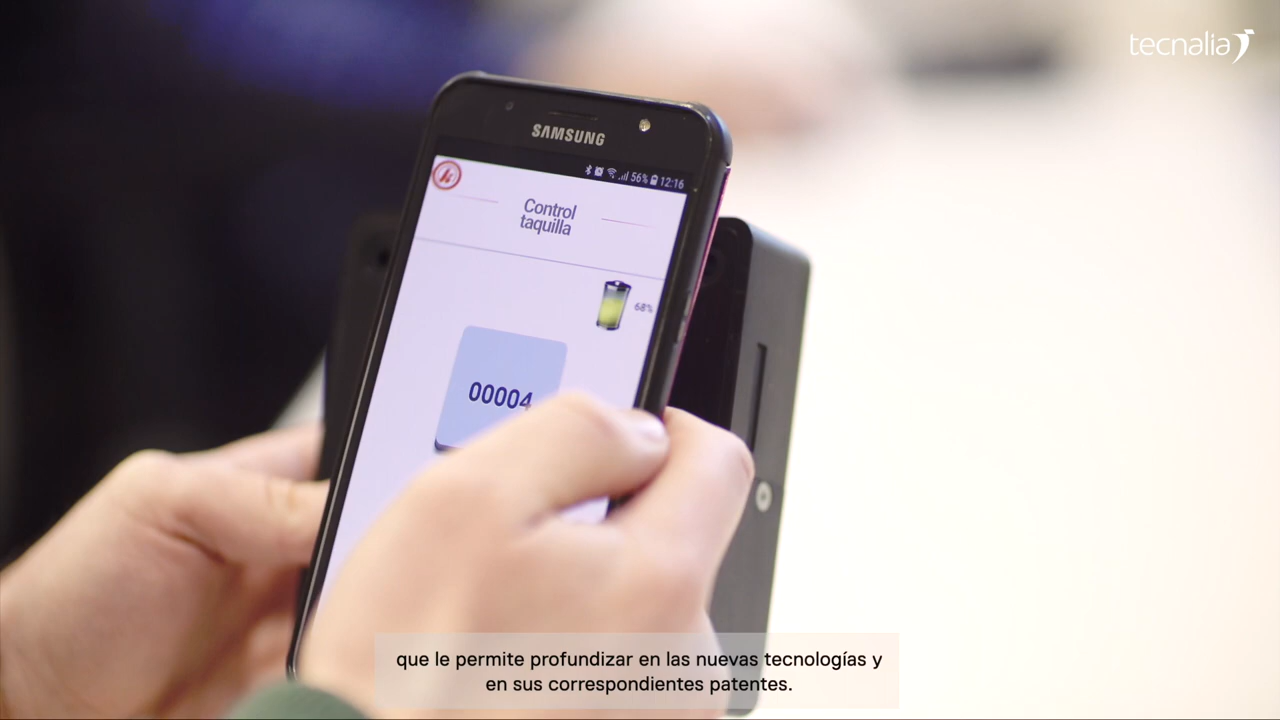 tecnalia
SAMSUNG
56% 12:16
Control
taquilla
68%
00004
que le permite profundizar en las nuevas tecnologías y
en sus correspondientes patentes.